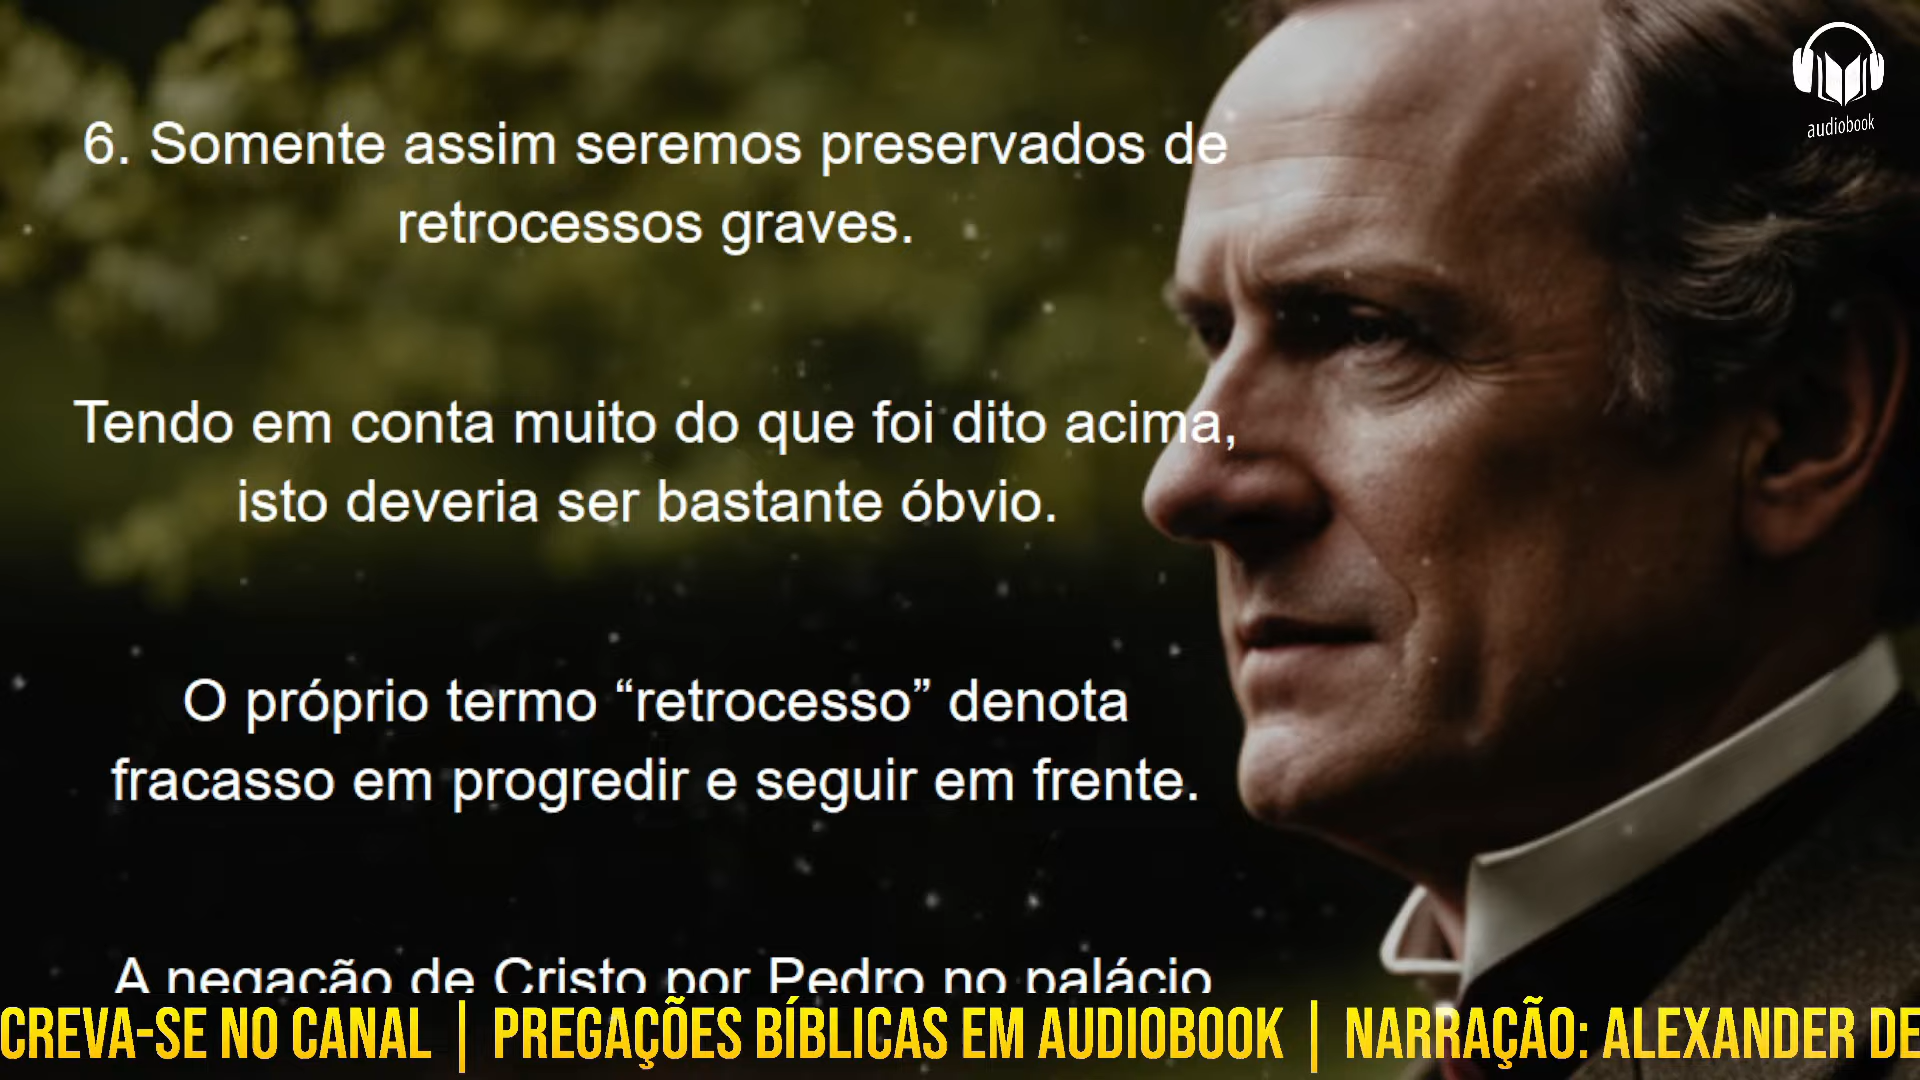 audiobook
6. Somente assim seremos preservados de
retrocessos graves.
Tendo em conta muito do que foi dito acima,
isto deveria ser bastante óbvio.
O próprio termo “retrocesso” denota
fracasso em progredir e seguir em frente.
A negação de Cristo por Pedro no palácio
CREVA-SE NO CANAL | PREGAÇÕES BÍBLICAS EM AUDIOBOOK | NARRAÇÃO: ALEXANDER DE